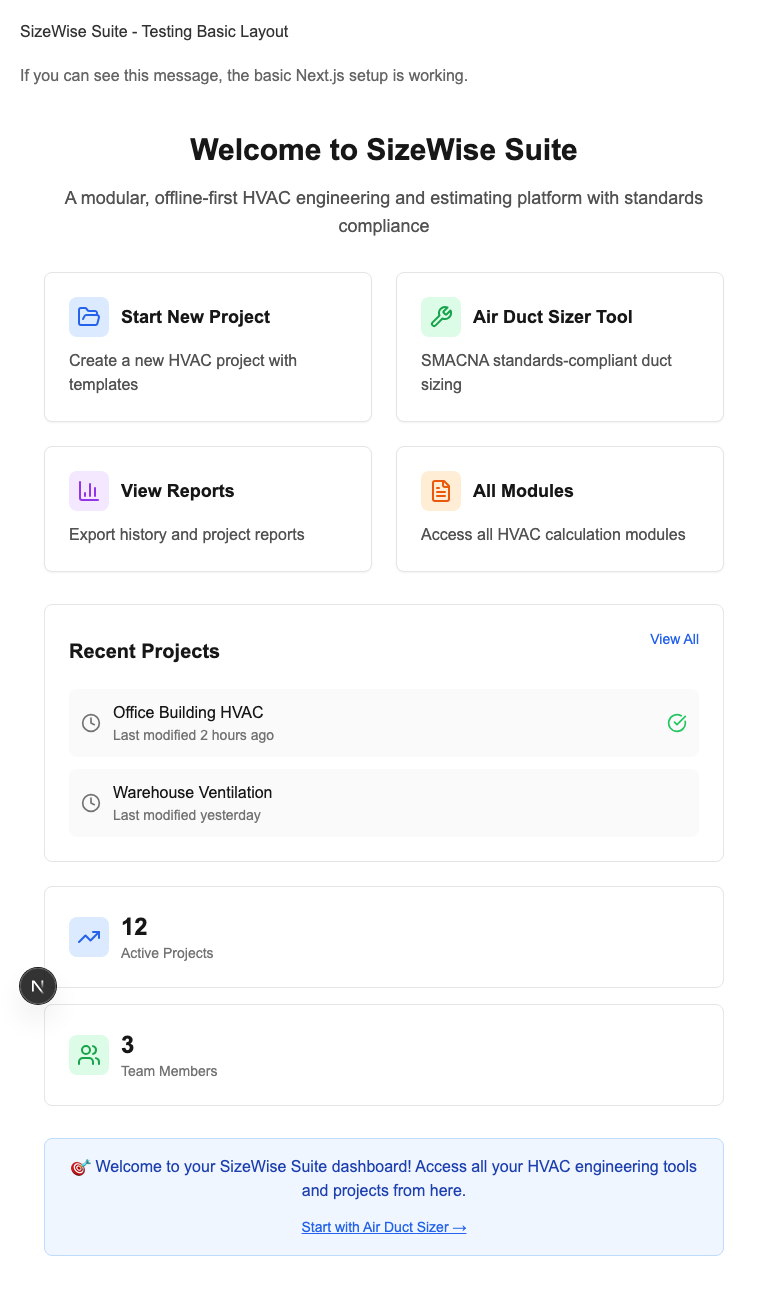 SizeWise Suite - Testing Basic Layout
If you can see this message, the basic Next.js setup is working.
Welcome to SizeWise Suite
A modular, offline-first HVAC engineering and estimating platform with standards
compliance
Start New Project
Create a new HVAC project with
templates
Air Duct Sizer Tool
SMACNA standards-compliant duct
sizing
View Reports
Export history and project reports
All Modules
Access all HVAC calculation modules
Recent Projects
View All
Office Building HVAC
Last modified 2 hours ago
Warehouse Ventilation
Last modified yesterday
12
Active Projects
N
3
Team Members
🎯 Welcome to your SizeWise Suite dashboard! Access all your HVAC engineering tools
and projects from here.
Start with Air Duct Sizer →